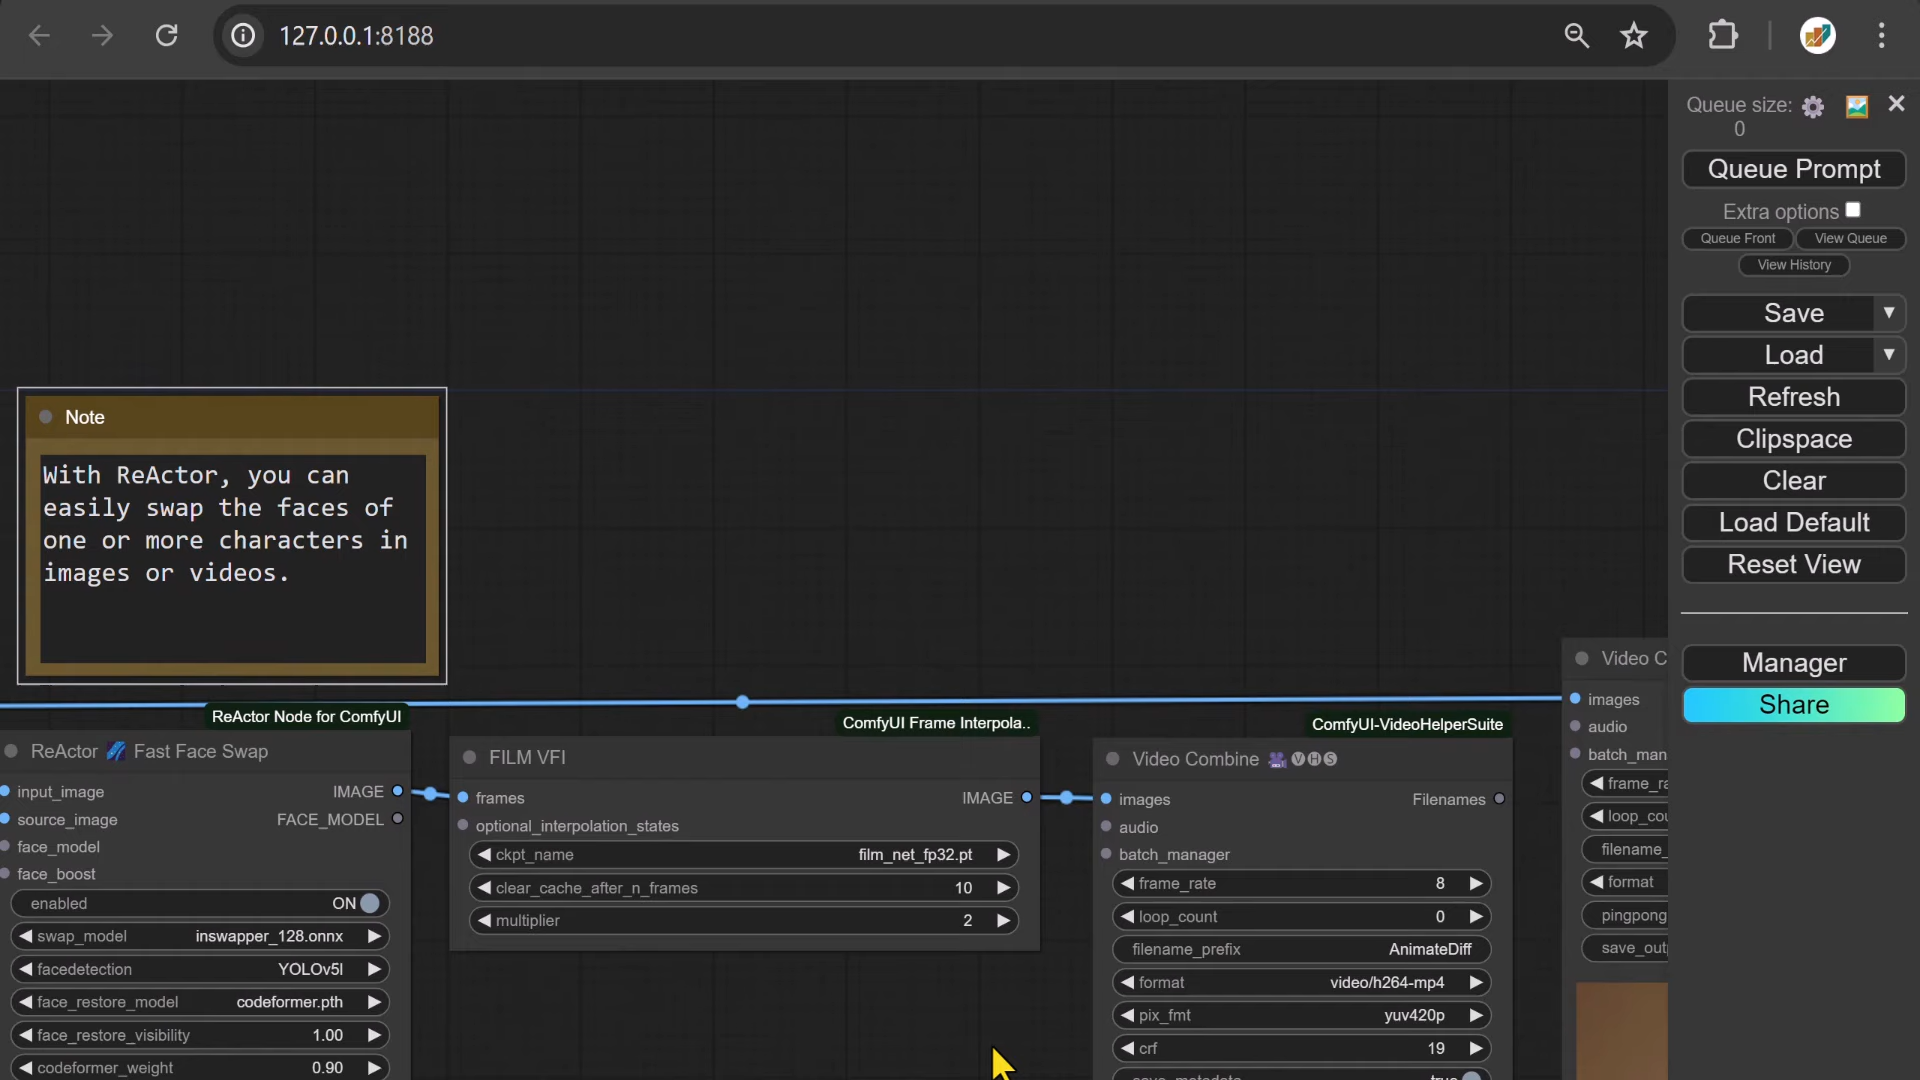 127.0.0.1:8188
Queue size:
0
Queue Prompt
Extra options
Queue Front
View Queue
View History
Save
Load
Refresh
Clipspace
Clear
Load Default
Reset View
Manager
Share
Note
With ReActor, you can
easily swap the faces of
one or more characters in
images or videos.
ReActor Node for ComfyUI
ReActor 🌌 Fast Face Swap
input_image IMAGE
source_image FACE_MODEL
face_model
face_boost
enabled ON
swap_model inswapper_128.onnx
facedetection YOLOv5l
face_restore_model codeformer.pth
face_restore_visibility 1.00
codeformer_weight 0.90
ComfyUI Frame Interpola..
FILM VFI
frames IMAGE
optional_interpolation_states
ckpt_name film_net_fp32.pt
clear_cache_after_n_frames 10
multiplier 2
ComfyUI-VideoHelperSuite
Video Combine 🎥🅥🅗🅢
images Filenames
audio
batch_manager
frame_rate 8
loop_count 0
filename_prefix AnimateDiff
format video/h264-mp4
pix_fmt yuv420p
crf 19
save_metadata true
Video C
images
audio
batch_man
frame_ra
loop_cou
filename_
format
pingpong
save_outp